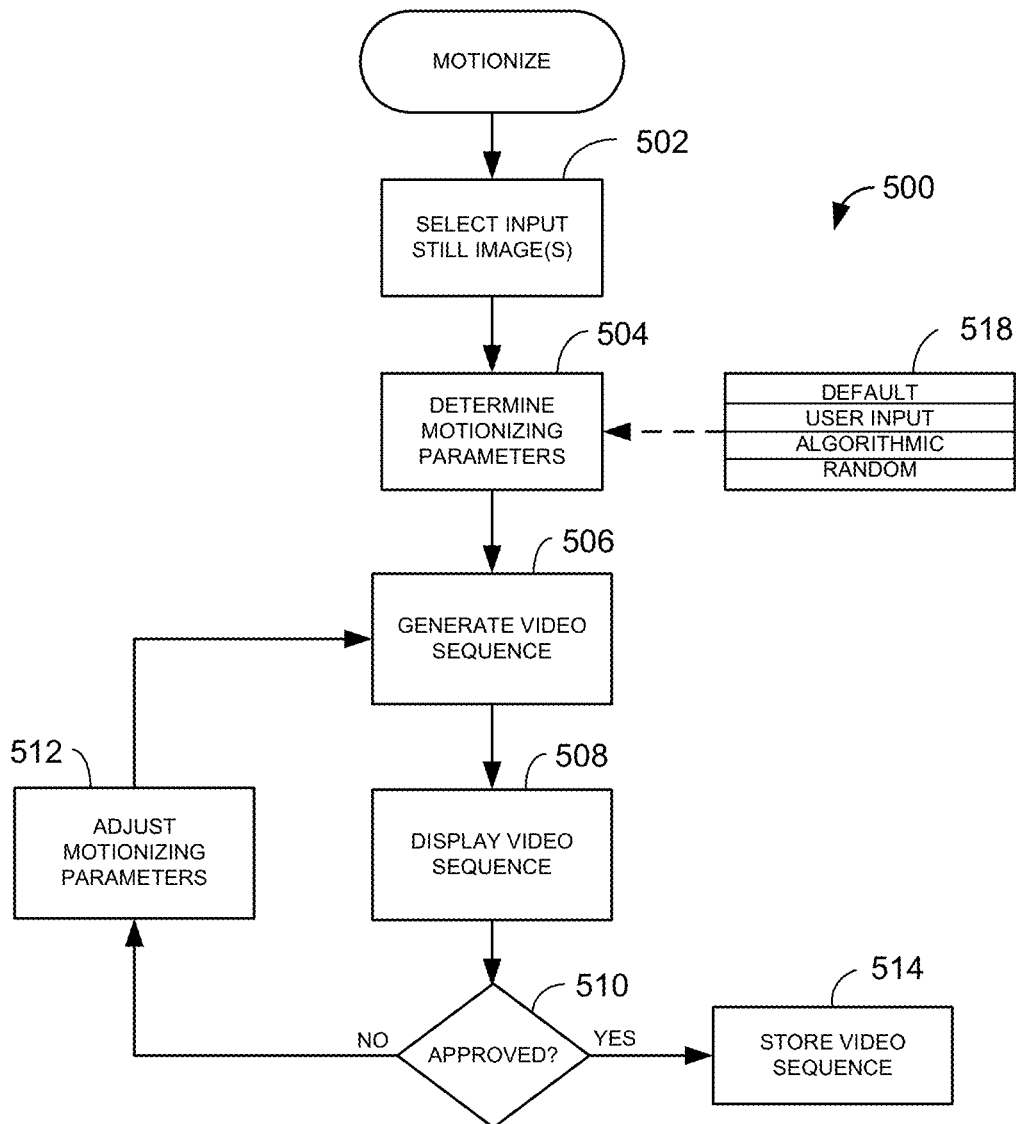 MOTIONIZE
502
500
SELECT INPUT
STILL IMAGE(S)
504
518
DETERMINE
MOTIONIZING
PARAMETERS
DEFAULT
USER INPUT
ALGORITHMIC
RANDOM
506
GENERATE VIDEO
SEQUENCE
512
508
ADJUST
MOTIONIZING
PARAMETERS
DISPLAY VIDEO
SEQUENCE
510
514
NO
APPROVED?
YES
STORE VIDEO
SEQUENCE